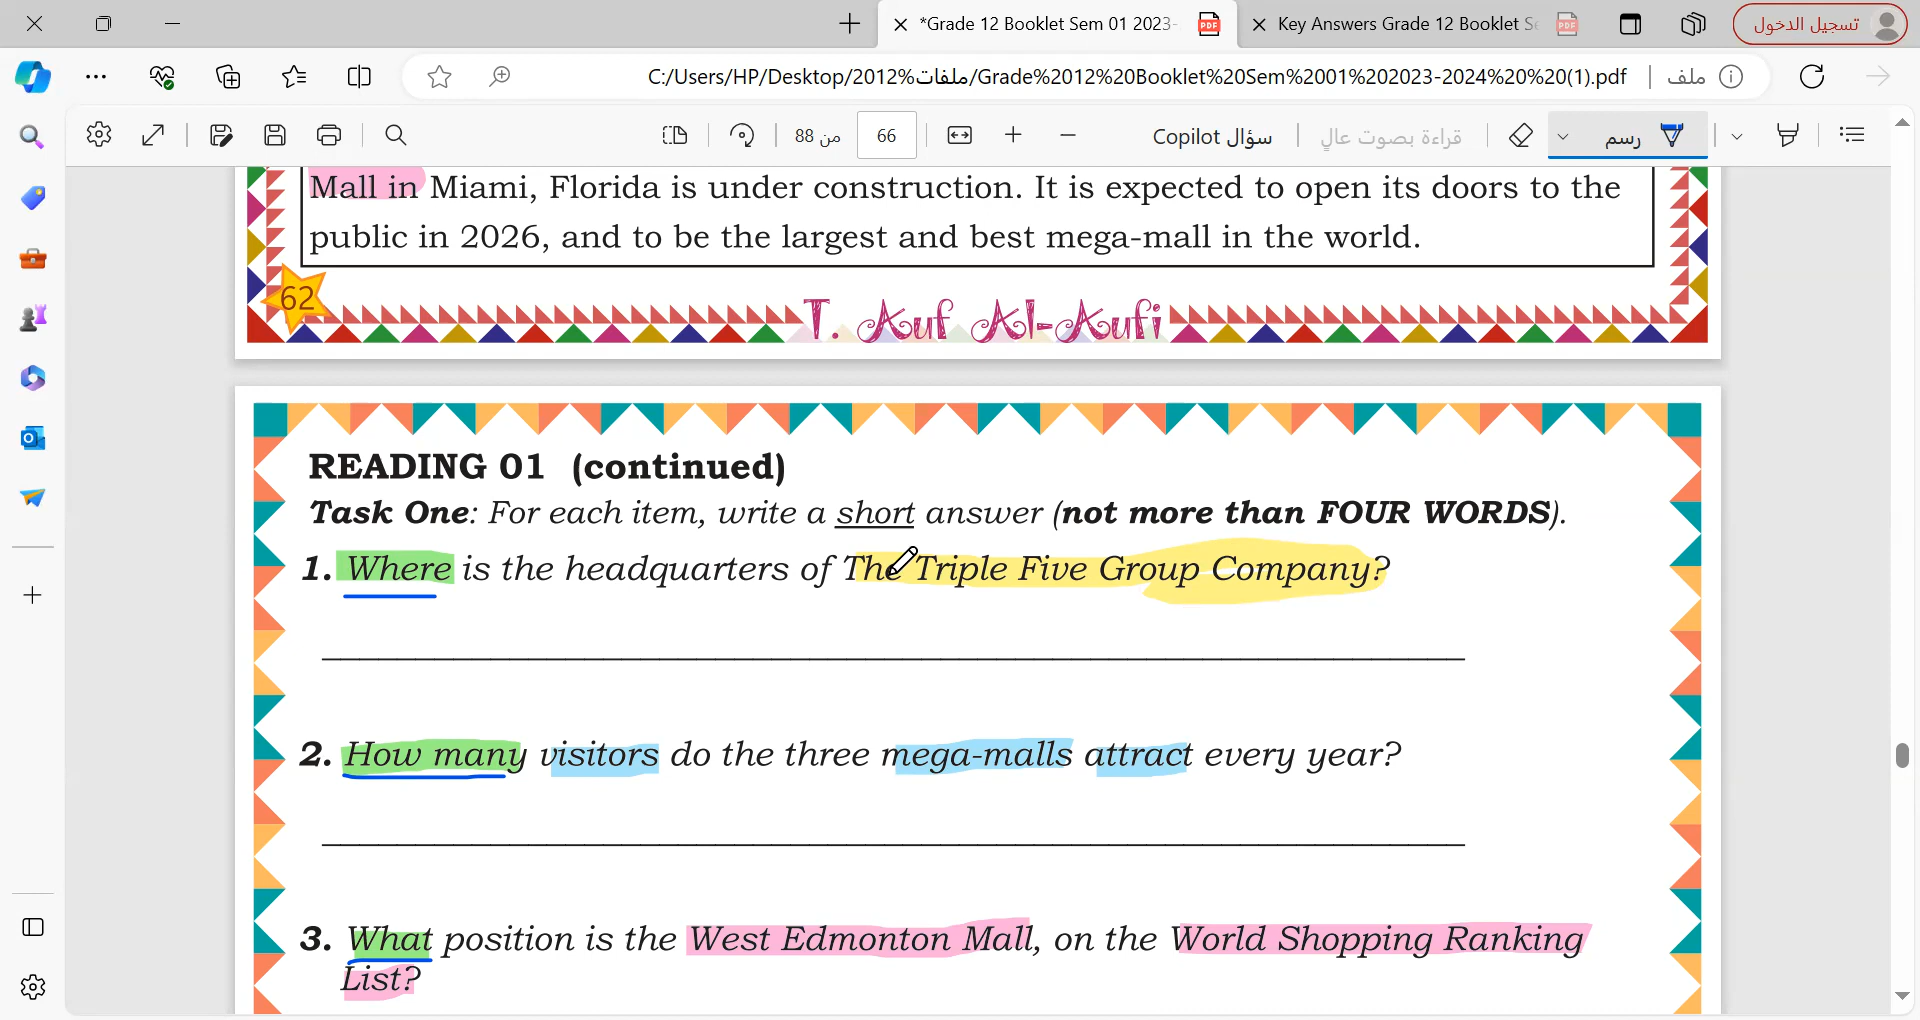 *Grade 12 Booklet Sem 01 2023-
Key Answers Grade 12 Booklet Se
تسجيل الدخول
C:/Users/HP/Desktop/2012%ملفات/Grade%2012%20Booklet%20Sem%2001%202023-2024%20%20(1).pdf
ملف
88 من
66
سؤال Copilot
قراءة بصوت عالٍ
رسم
Mall in Miami, Florida is under construction. It is expected to open its doors to the
public in 2026, and to be the largest and best mega-mall in the world.
62
T. Auf Al-Aufi
READING 01 (continued)
Task One: For each item, write a short answer (not more than FOUR WORDS).
1. Where is the headquarters of The Triple Five Group Company?
2. How many visitors do the three mega-malls attract every year?
3. What position is the West Edmonton Mall, on the World Shopping Ranking
List?